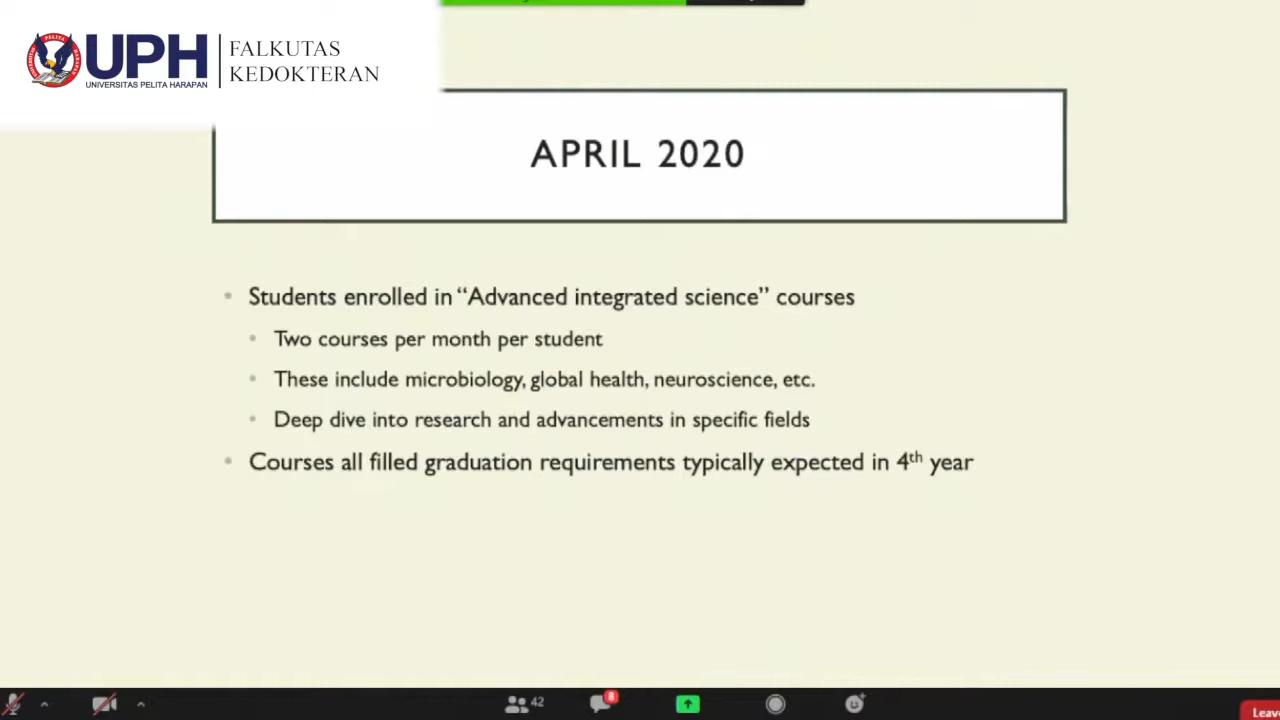 UPH
UNIVERSITAS PELITA HARAPAN
FALKUTAS
KEDOKTERAN
APRIL 2020
Students enrolled in “Advanced integrated science” courses
Two courses per month per student
These include microbiology, global health, neuroscience, etc.
Deep dive into research and advancements in specific fields
Courses all filled graduation requirements typically expected in 4th year
42
8
Leav